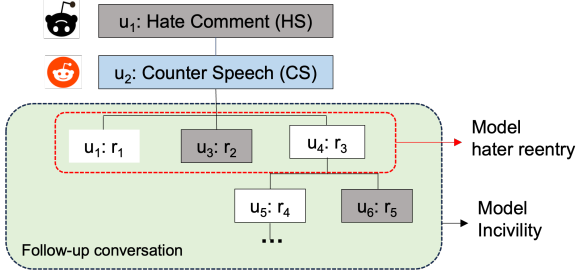 u₁: Hate Comment (HS)
u₂: Counter Speech (CS)
u₁: r₁
u₃: r₂
u₄: r₃
Model
hater reentry
u₅: r₄
u₆: r₅
Model
Incivility
...
Follow-up conversation